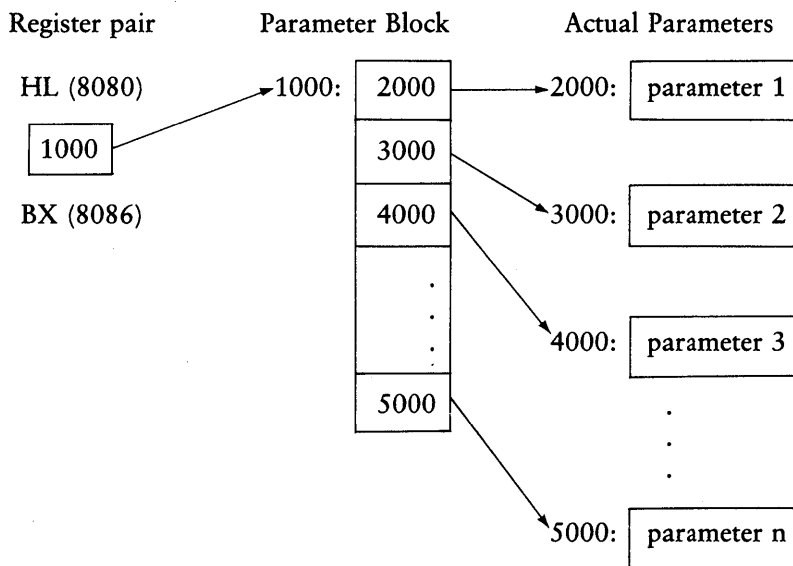 Register pair
Parameter Block
Actual Parameters
HL (8080)
1000
BX (8086)
1000: 2000
3000
4000
.
.
.
5000
2000: parameter 1
3000: parameter 2
4000: parameter 3
.
.
.
5000: parameter n